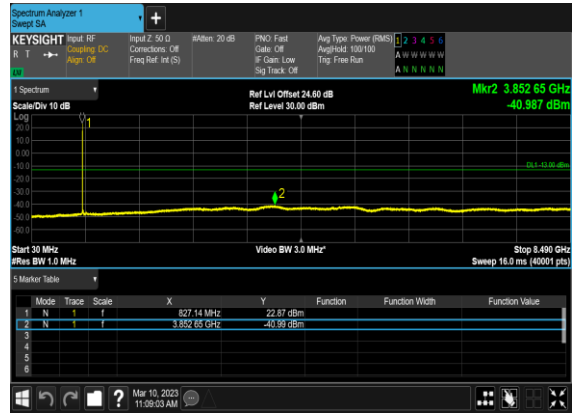 Spectrum Analyzer 1
Swept SA
+
KEYSIGHT Input: RF Input Z: 50 Ω #Atten: 20 dB PNO: Fast Avg Type: Power (RMS) 1 2 3 4 5 6
R T Coupling: DC Corrections: Off Gate: Off Avg|Hold: 100/100 A W W W W W
Align: Off Freq Ref: Int (S) IF Gain: Low Trig: Free Run
LW Sig Track: Off A N N N N N
1 Spectrum Ref Lvl Offset 24.60 dB Mkr2 3.852 65 GHz
Scale/Div 10 dB Ref Level 30.00 dBm -40.987 dBm
Log
20.0
1
10.0
0.00
-10.0
DL1 -13.00 dBm
-20.0
-30.0
2
-40.0
-50.0
-60.0
Start 30 MHz Video BW 3.0 MHz* Stop 8.490 GHz
#Res BW 1.0 MHz Sweep 16.0 ms (40001 pts)
5 Marker Table
Mode Trace Scale X Y Function Function Width Function Value
1 N 1 f 827.14 MHz 22.87 dBm
2 N 1 f 3.852 65 GHz -40.99 dBm
3
4
5
6
? Mar 10, 2023
11:09:03 AM